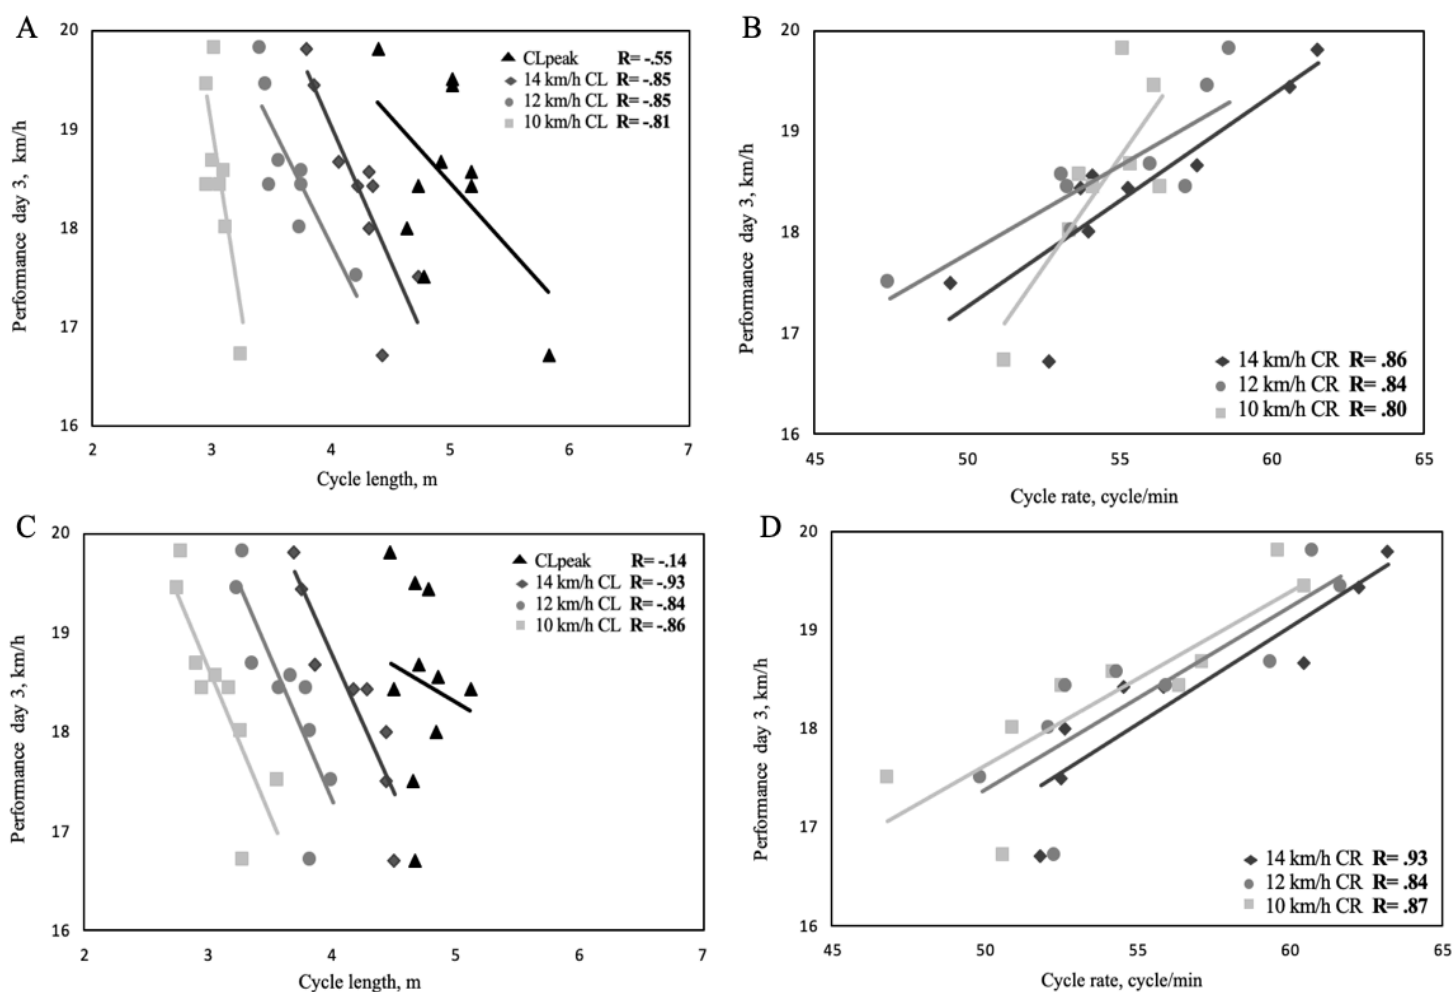 A
20
19
18
17
16
Performance day 3, km/h
CLpeak R= -.55
14 km/h CL R= -.85
12 km/h CL R= -.85
10 km/h CL R= -.81
2 3 4 5 6 7
Cycle length, m
B
20
19
18
17
16
Performance day 3, km/h
14 km/h CR R= .86
12 km/h CR R= .84
10 km/h CR R= .80
45 50 55 60 65
Cycle rate, cycle/min
C
20
19
18
17
16
Performance day 3, km/h
CLpeak R= -.14
14 km/h CL R= -.93
12 km/h CL R= -.84
10 km/h CL R= -.86
2 3 4 5 6 7
Cycle length, m
D
20
19
18
17
16
Performance day 3, km/h
14 km/h CR R= .93
12 km/h CR R= .84
10 km/h CR R= .87
45 50 55 60 65
Cycle rate, cycle/min